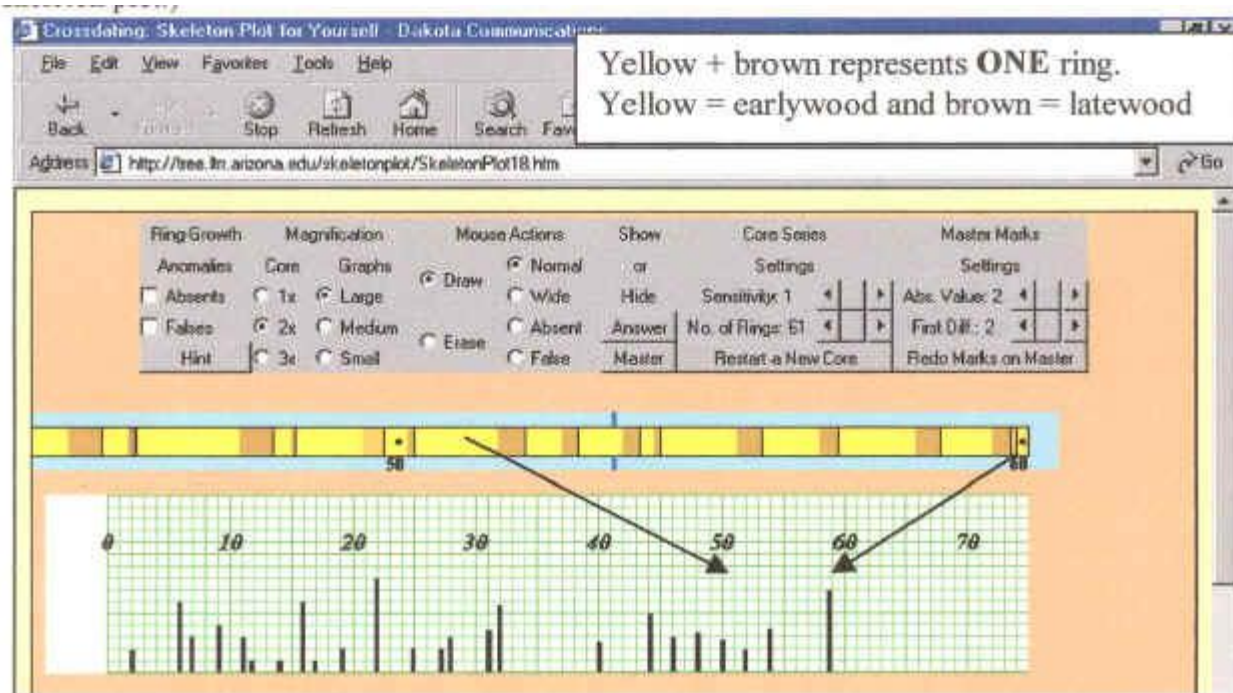 Crossdating: Skeleton Plot for Yourself - Dakota Communications
Yellow + brown represents ONE ring.
Yellow = earlywood and brown = latewood
File Edit View Favorites Tools Help
Back Stop Refresh Home Search
Address http://tree.ltrr.arizona.edu/skeletonplot/SkeletonPlot18.htm Go
Ring Growth Magnification Mouse Actions Show Core Series Master Marks
Anomalies Core Graphs Draw Normal or Settings Settings
Absents 1x Large Wide Hide Sensitivity: 1 Abs. Value: 2
Falses 2x Medium Erase Absent Answer No. of Rings: 61 First Diff.: 2
Hint 3x Small False Master Restart a New Core Redo Marks on Master
50 60
0 10 20 30 40 50 60 70